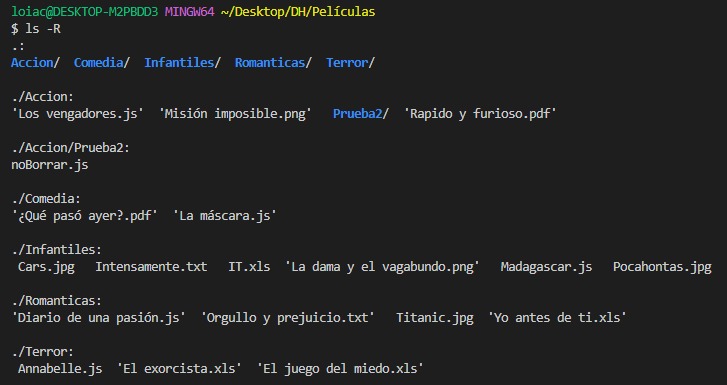 loiac@DESKTOP-M2PBDD3 MINGW64 ~/Desktop/DH/Películas
$ ls -R
.:
Accion/  Comedia/  Infantiles/  Romanticas/  Terror/

./Accion:
'Los vengadores.js'  'Misión imposible.png'   Prueba2/  'Rapido y furioso.pdf'

./Accion/Prueba2:
noBorrar.js

./Comedia:
'¿Qué pasó ayer?.pdf'  'La máscara.js'

./Infantiles:
 Cars.jpg   Intensamente.txt   IT.xls  'La dama y el vagabundo.png'   Madagascar.js   Pocahontas.jpg

./Romanticas:
'Diario de una pasión.js'  'Orgullo y prejuicio.txt'   Titanic.jpg  'Yo antes de ti.xls'

./Terror:
 Annabelle.js  'El exorcista.xls'  'El juego del miedo.xls'